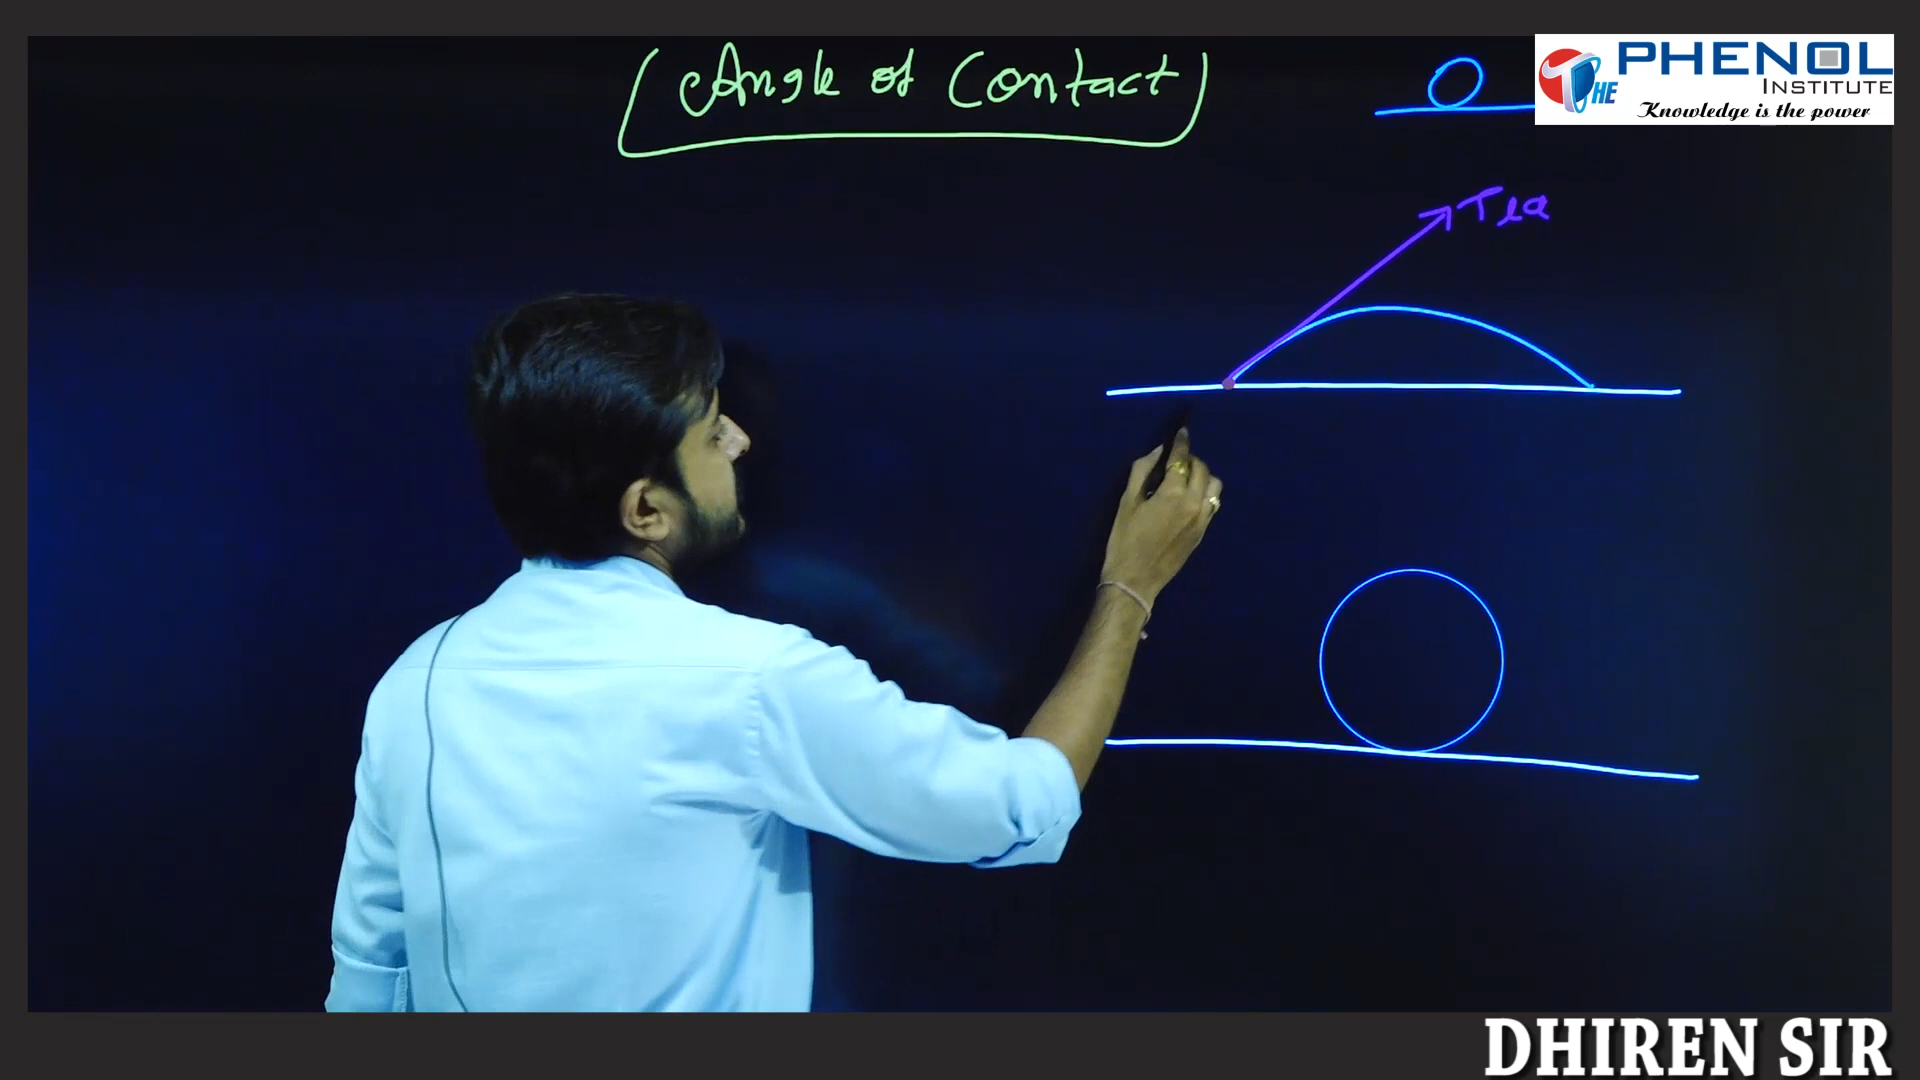 Angle of Contact
THE PHENOL
INSTITUTE
Knowledge is the power
Tla
DHIREN SIR